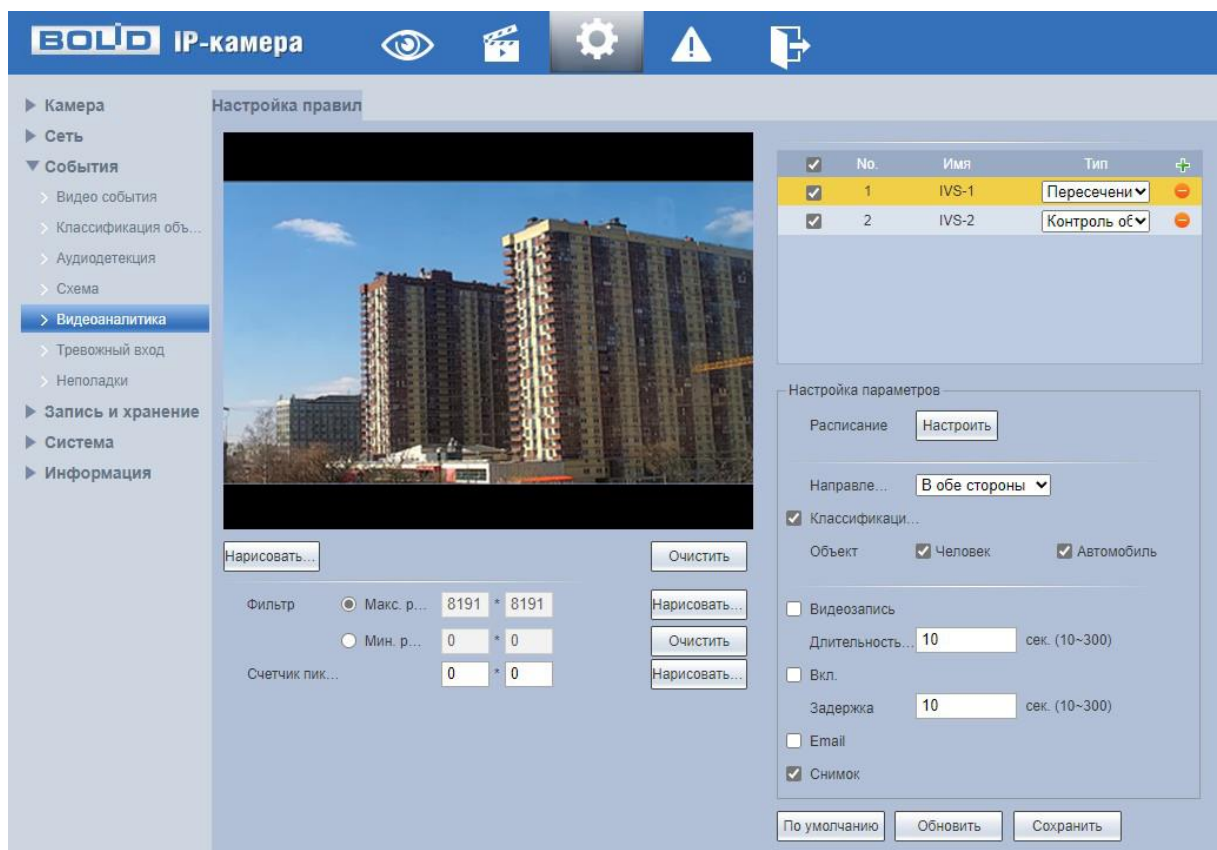 BOLID IP-камера
Камера
Сеть
События
Видео события
Классификация объ...
Аудиодетекция
Схема
Видеоаналитика
Тревожный вход
Неполадки
Запись и хранение
Система
Информация
Настройка правил
No. Имя Тип
1 IVS-1 Пересечени
2 IVS-2 Контроль об
Нарисовать... Очистить
Фильтр Макс. р... 8191 * 8191 Нарисовать...
Мин. р... 0 * 0 Очистить
Счетчик пик... 0 * 0 Нарисовать...
Настройка параметров
Расписание Настроить
Направле... В обе стороны
Классификаци...
Объект Человек Автомобиль
Видеозапись
Длительность... 10 сек. (10~300)
Вкл.
Задержка 10 сек. (10~300)
Email
Снимок
По умолчанию Обновить Сохранить